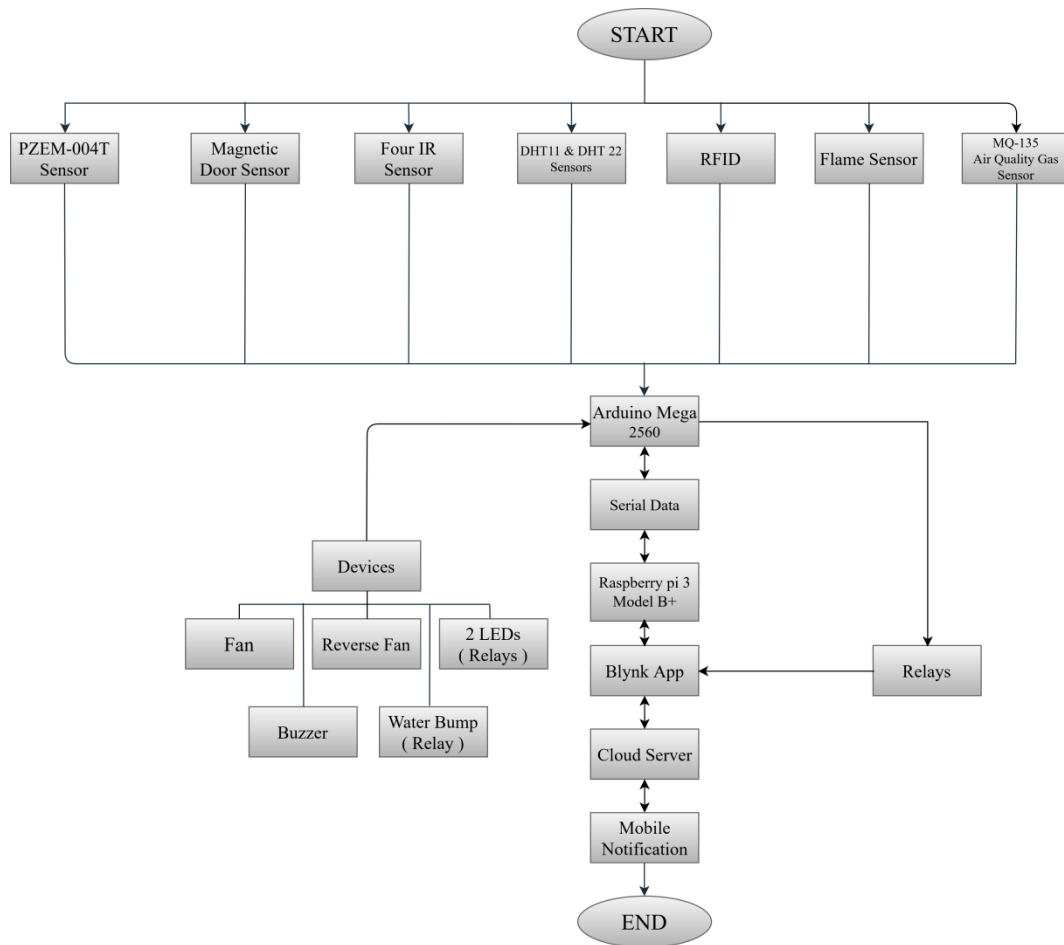 START
PZEM-004T
Sensor
Magnetic
Door Sensor
Four IR
Sensor
DHT11 & DHT 22
Sensors
RFID
Flame Sensor
MQ-135
Air Quality Gas
Sensor
Arduino Mega
2560
Serial Data
Devices
Raspberry pi 3
Model B+
Fan
Reverse Fan
2 LEDs
( Relays )
Blynk App
Relays
Buzzer
Water Bump
( Relay )
Cloud Server
Mobile
Notification
END